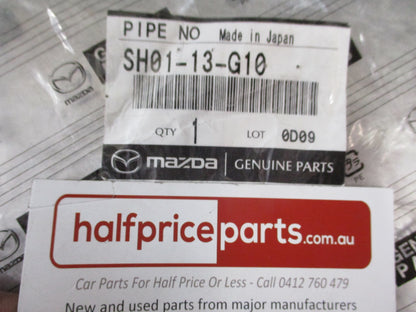 PIPE NO Made in Japan
SH01-13-G10
QTY 1 LOT 0D09
mazda GENUINE PARTS
halfpriceparts.com.au
Car Parts For Half Price Or Less - Call 0412 760 479
New and used parts from major manufacturers